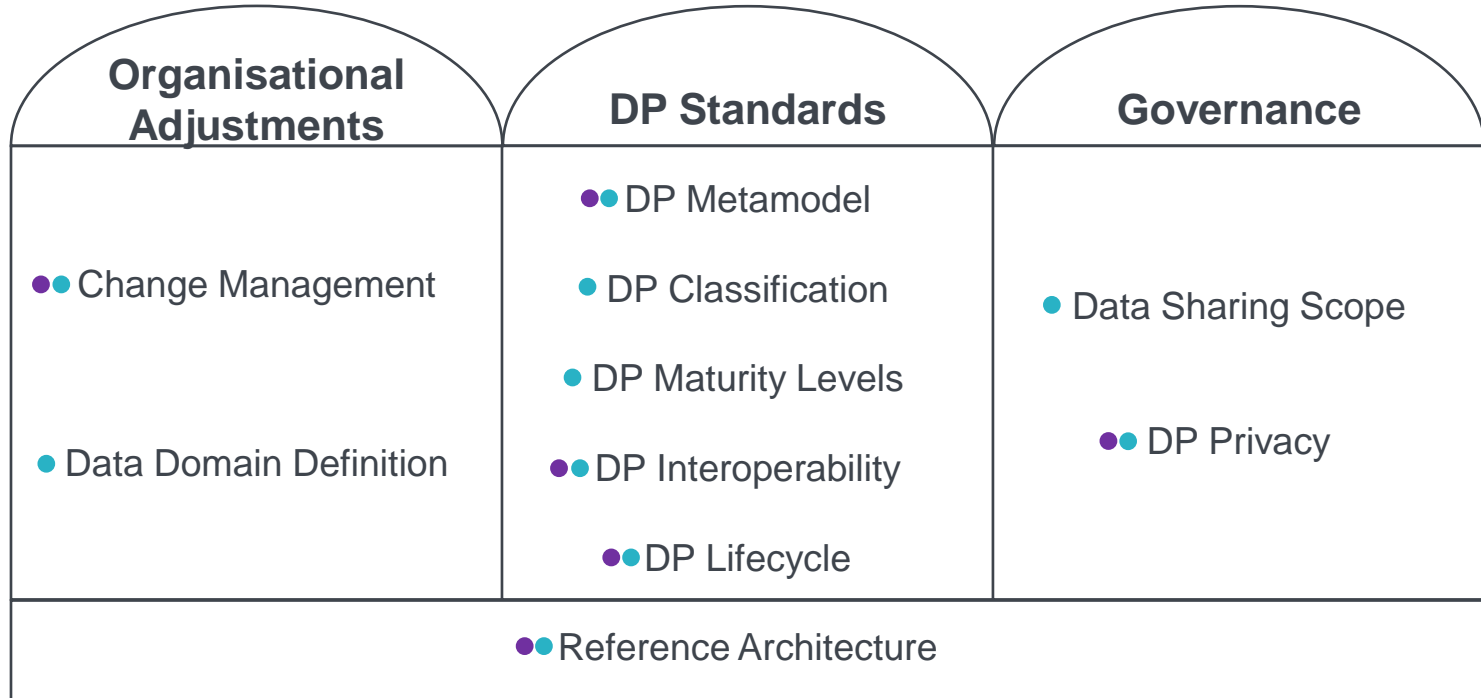 Organisational
Adjustments
DP Standards
Governance
Change Management
Data Domain Definition
DP Metamodel
DP Classification
DP Maturity Levels
DP Interoperability
DP Lifecycle
Data Sharing Scope
DP Privacy
Reference Architecture